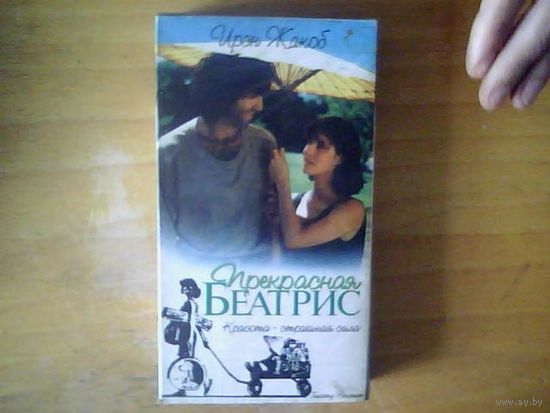 Ирэн Жакоб
Прекрасная
БЕАТРИС
Красота - страшная сила
www.ay.by